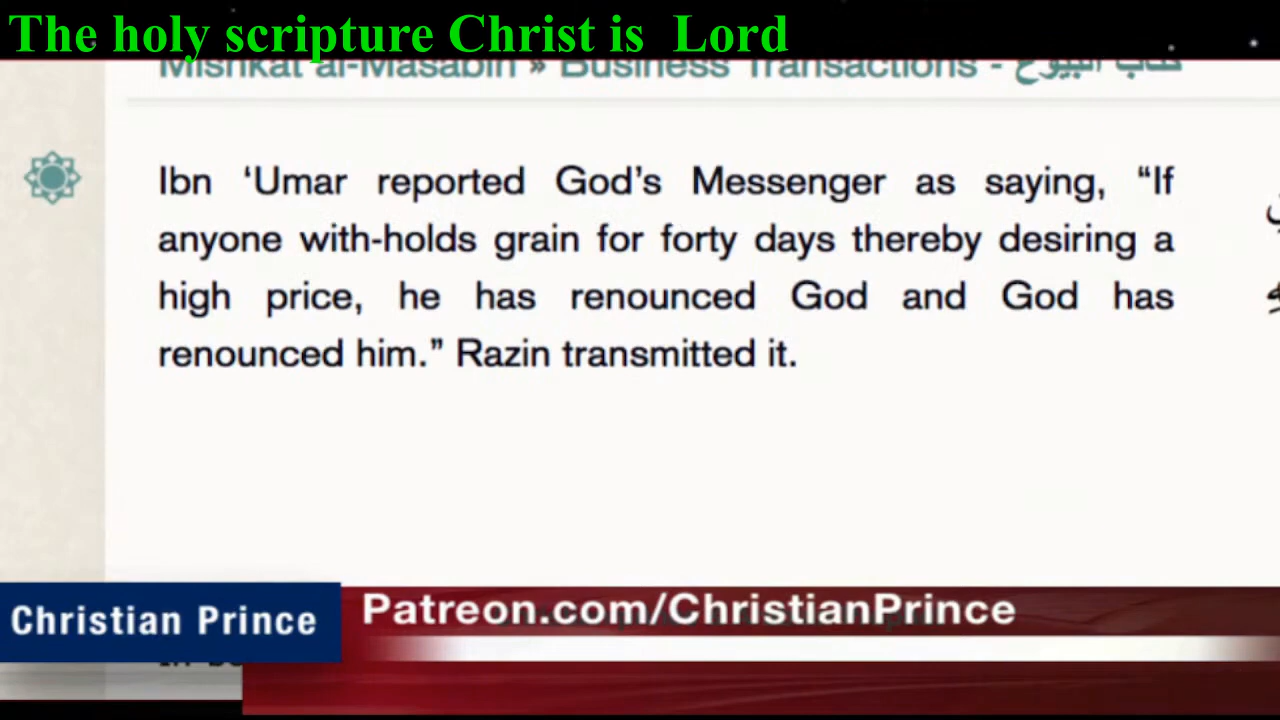 The holy scripture Christ is Lord
Mishkat al-Masabih » Business Transactions - كتاب البيوع
Ibn ‘Umar reported God’s Messenger as saying, “If
anyone with-holds grain for forty days thereby desiring a
high price, he has renounced God and God has
renounced him.” Razin transmitted it.
Christian Prince
Patreon.com/ChristianPrince